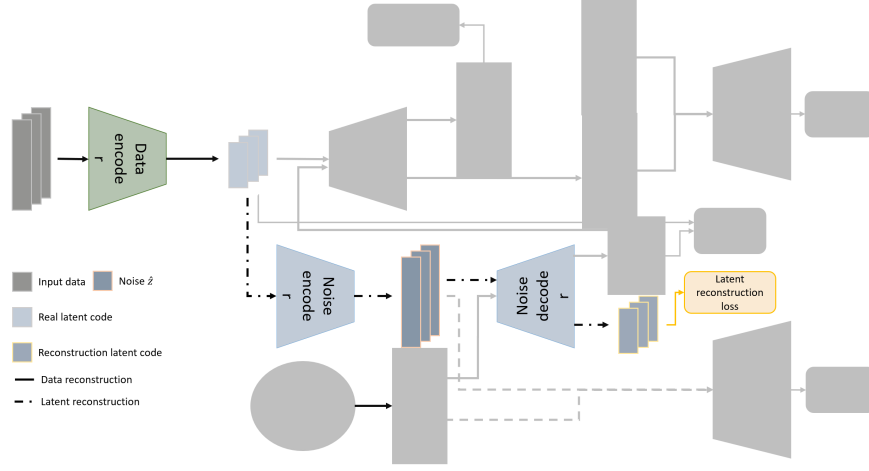 Data
encode
r
Noise
encode
r
Noise
decode
r
Latent
reconstruction
loss
Input data
Noise ẑ
Real latent code
Reconstruction latent code
Data reconstruction
Latent reconstruction